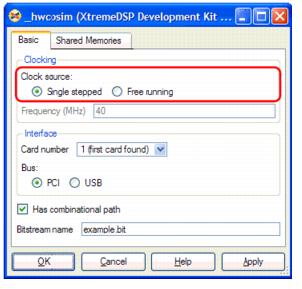 _hwcosim (XtremeDSP Development Kit ...
Basic Shared Memories
Clocking
Clock source:
Single stepped Free running
Frequency (MHz) 40
Interface
Card number 1 (first card found)
Bus:
PCI USB
Has combinational path
Bitstream name example.bit
OK Cancel Help Apply